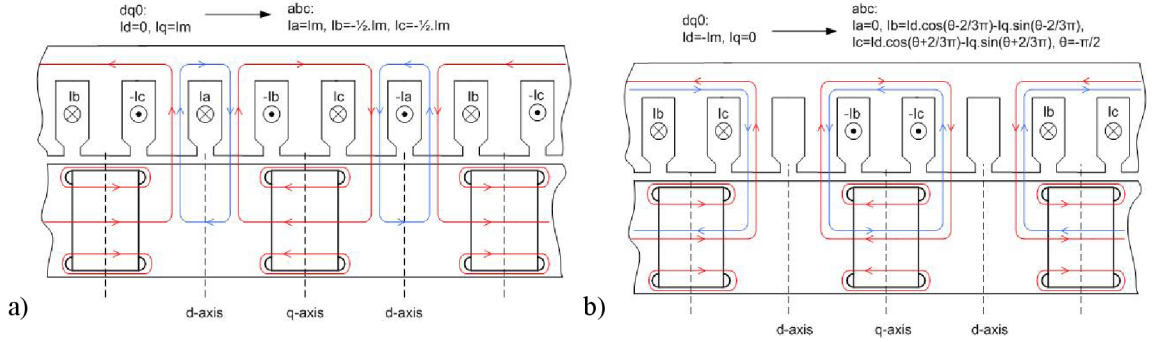 dq0:
Id=0, Iq=Im
abc:
Ia=Im, Ib=-½.Im, Ic=-½.Im
Ib
-Ic
Ia
-Ib
Ic
-Ia
Ib
-Ic
d-axis
q-axis
d-axis
a)
dq0:
Id=-Im, Iq=0
abc:
Ia=0, Ib=Id.cos(θ-2/3π)-Iq.sin(θ-2/3π),
Ic=Id.cos(θ+2/3π)-Iq.sin(θ+2/3π), θ=-π/2
Ib
Ic
-Ib
-Ic
Ib
Ic
d-axis
q-axis
d-axis
b)